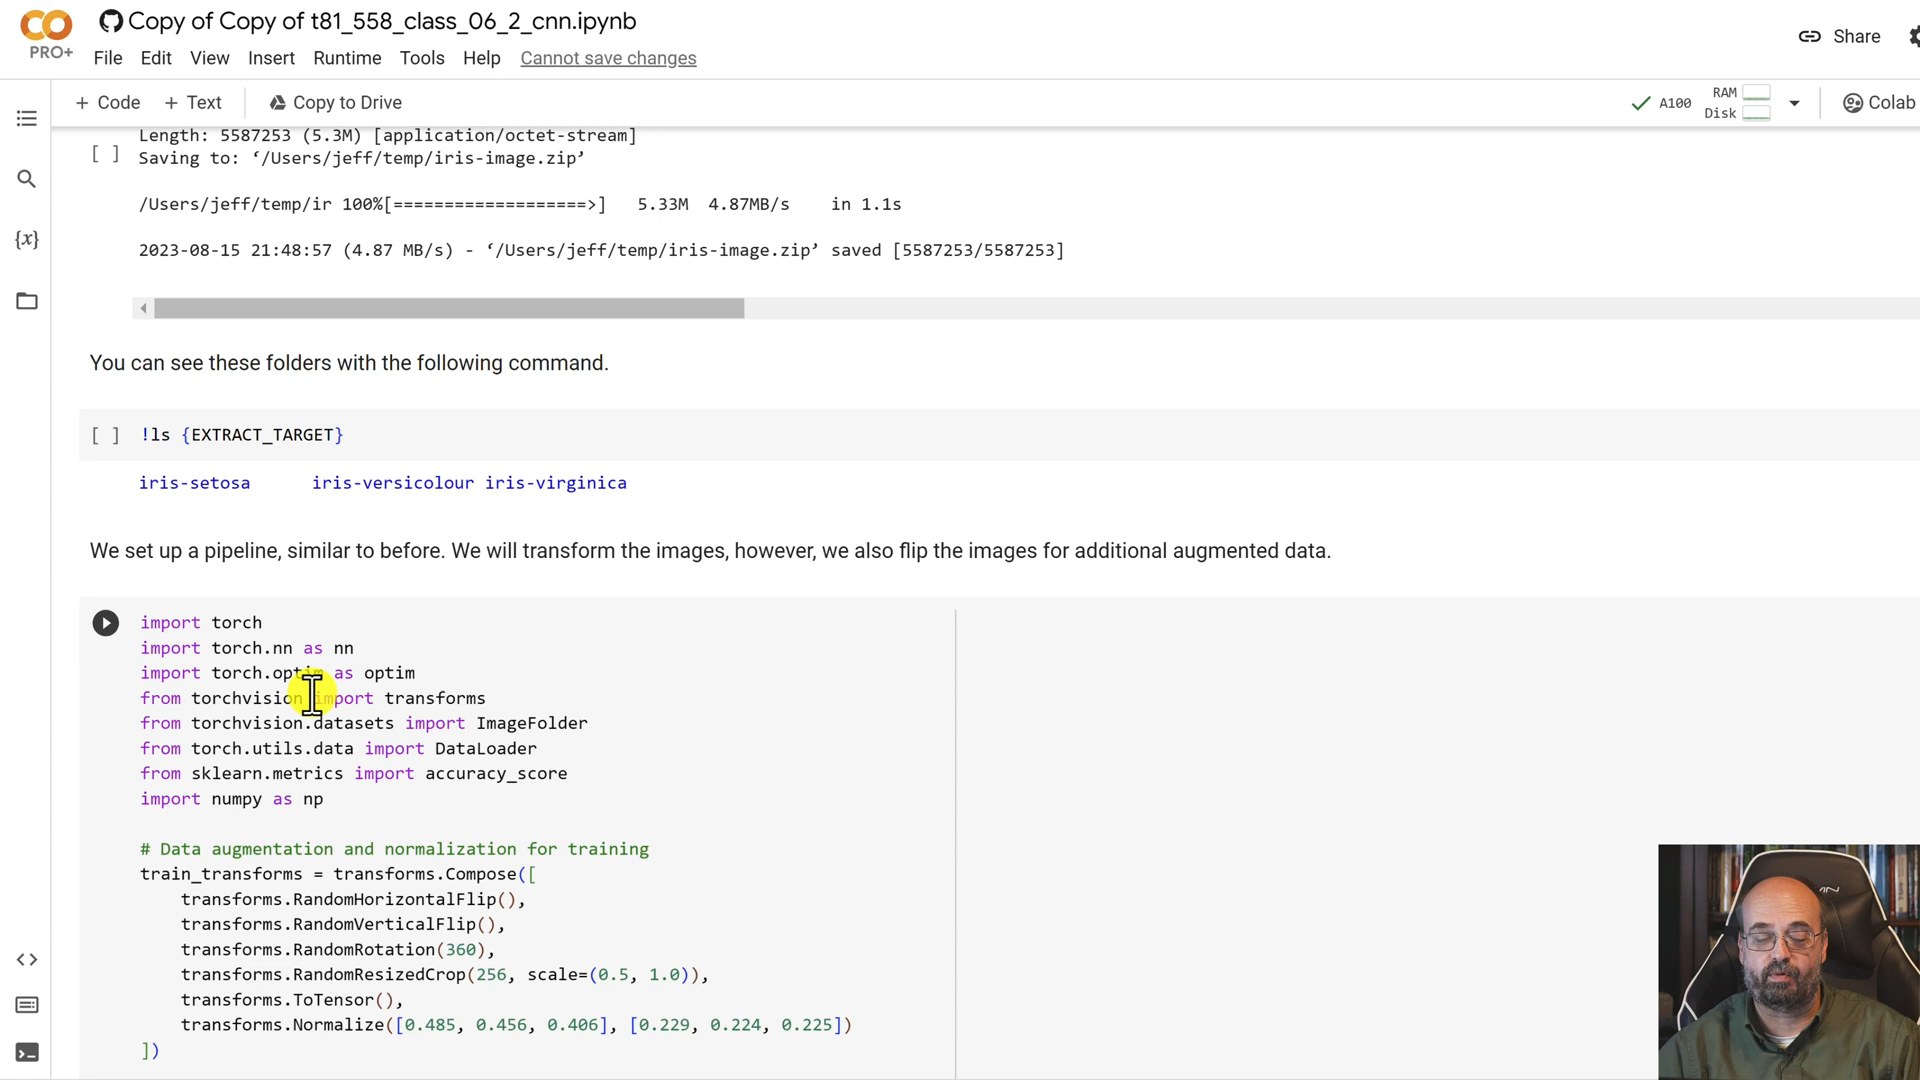 Copy of Copy of t81_558_class_06_2_cnn.ipynb
PRO+
File Edit View Insert Runtime Tools Help Cannot save changes
Share
+ Code + Text Copy to Drive
A100 RAM Disk
Colab
Length: 5587253 (5.3M) [application/octet-stream]
[ ] Saving to: ‘/Users/jeff/temp/iris-image.zip’
/Users/jeff/temp/ir 100%[===================>] 5.33M 4.87MB/s in 1.1s
2023-08-15 21:48:57 (4.87 MB/s) - ‘/Users/jeff/temp/iris-image.zip’ saved [5587253/5587253]
You can see these folders with the following command.
[ ] !ls {EXTRACT_TARGET}
iris-setosa iris-versicolour iris-virginica
We set up a pipeline, similar to before. We will transform the images, however, we also flip the images for additional augmented data.
import torch
import torch.nn as nn
import torch.optim as optim
from torchvision import transforms
from torchvision.datasets import ImageFolder
from torch.utils.data import DataLoader
from sklearn.metrics import accuracy_score
import numpy as np
# Data augmentation and normalization for training
train_transforms = transforms.Compose([
transforms.RandomHorizontalFlip(),
transforms.RandomVerticalFlip(),
transforms.RandomRotation(360),
transforms.RandomResizedCrop(256, scale=(0.5, 1.0)),
transforms.ToTensor(),
transforms.Normalize([0.485, 0.456, 0.406], [0.229, 0.224, 0.225])
])